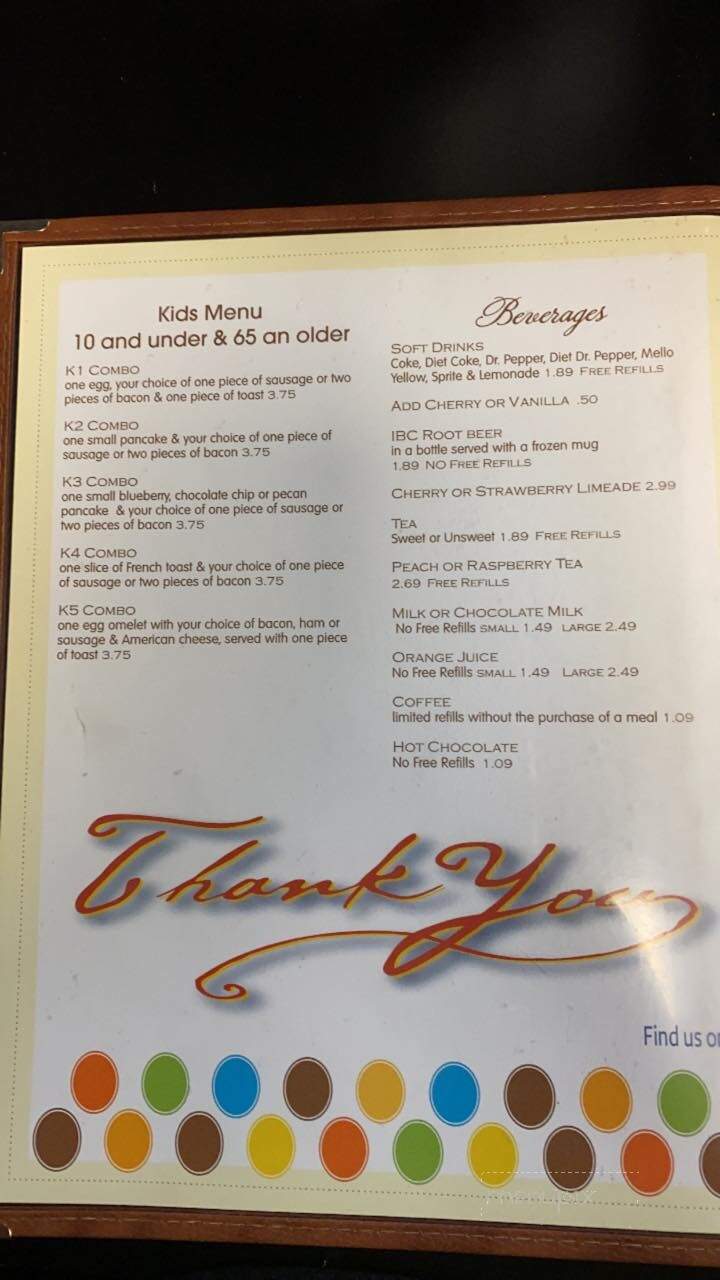 Kids Menu
10 and under & 65 an older
K1 COMBO
one egg, your choice of one piece of sausage or two
pieces of bacon & one piece of toast 3.75
K2 COMBO
one small pancake & your choice of one piece of
sausage or two pieces of bacon 3.75
K3 COMBO
one small blueberry, chocolate chip or pecan
pancake & your choice of one piece of sausage or
two pieces of bacon 3.75
K4 COMBO
one slice of French toast & your choice of one piece
of sausage or two pieces of bacon 3.75
K5 COMBO
one egg omelet with your choice of bacon, ham or
sausage & American cheese, served with one piece
of toast 3.75
Beverages
SOFT DRINKS
Coke, Diet Coke, Dr. Pepper, Diet Dr. Pepper, Mello
Yellow, Sprite & Lemonade 1.89 FREE REFILLS
ADD CHERRY OR VANILLA .50
IBC ROOT BEER
in a bottle served with a frozen mug
1.89 NO FREE REFILLS
CHERRY OR STRAWBERRY LIMEADE 2.99
TEA
Sweet or Unsweet 1.89 FREE REFILLS
PEACH OR RASPBERRY TEA
2.69 FREE REFILLS
MILK OR CHOCOLATE MILK
No Free Refills SMALL 1.49 LARGE 2.49
ORANGE JUICE
No Free Refills SMALL 1.49 LARGE 2.49
COFFEE
limited refills without the purchase of a meal 1.09
HOT CHOCOLATE
No Free Refills 1.09
Thank You
Find us